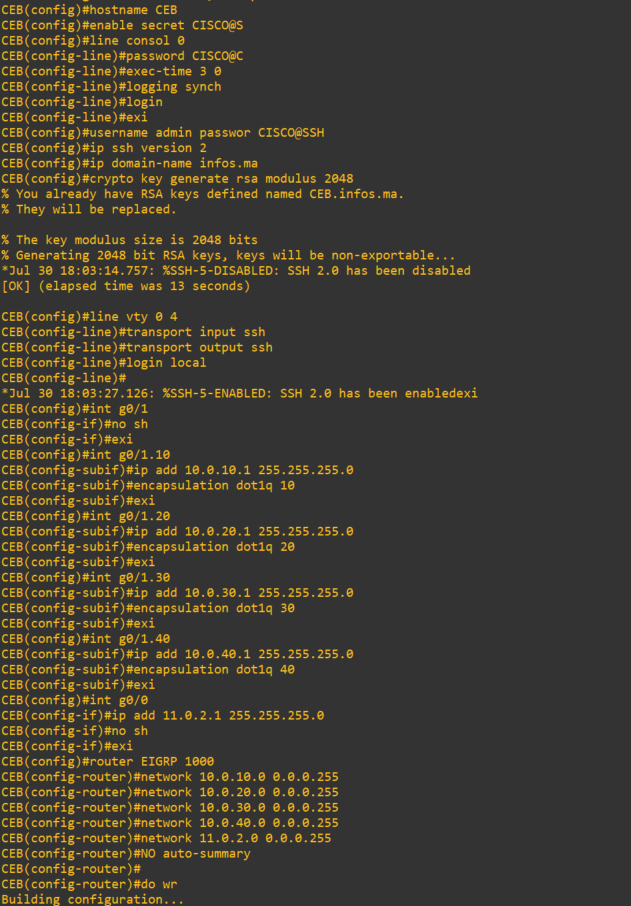 CEB(config)#hostname CEB
CEB(config)#enable secret CISCO@S
CEB(config)#line consol 0
CEB(config-line)#password CISCO@C
CEB(config-line)#exec-time 3 0
CEB(config-line)#logging synch
CEB(config-line)#login
CEB(config-line)#exi
CEB(config)#username admin passwor CISCO@SSH
CEB(config)#ip ssh version 2
CEB(config)#ip domain-name infos.ma
CEB(config)#crypto key generate rsa modulus 2048
% You already have RSA keys defined named CEB.infos.ma.
% They will be replaced.

% The key modulus size is 2048 bits
% Generating 2048 bit RSA keys, keys will be non-exportable...
*Jul 30 18:03:14.757: %SSH-5-DISABLED: SSH 2.0 has been disabled
[OK] (elapsed time was 13 seconds)

CEB(config)#line vty 0 4
CEB(config-line)#transport input ssh
CEB(config-line)#transport output ssh
CEB(config-line)#login local
CEB(config-line)#
*Jul 30 18:03:27.126: %SSH-5-ENABLED: SSH 2.0 has been enabledexi
CEB(config)#int g0/1
CEB(config-if)#no sh
CEB(config-if)#exi
CEB(config)#int g0/1.10
CEB(config-subif)#ip add 10.0.10.1 255.255.255.0
CEB(config-subif)#encapsulation dot1q 10
CEB(config-subif)#exi
CEB(config)#int g0/1.20
CEB(config-subif)#ip add 10.0.20.1 255.255.255.0
CEB(config-subif)#encapsulation dot1q 20
CEB(config-subif)#exi
CEB(config)#int g0/1.30
CEB(config-subif)#ip add 10.0.30.1 255.255.255.0
CEB(config-subif)#encapsulation dot1q 30
CEB(config-subif)#exi
CEB(config)#int g0/1.40
CEB(config-subif)#ip add 10.0.40.1 255.255.255.0
CEB(config-subif)#encapsulation dot1q 40
CEB(config-subif)#exi
CEB(config)#int g0/0
CEB(config-if)#ip add 11.0.2.1 255.255.255.0
CEB(config-if)#no sh
CEB(config-if)#exi
CEB(config)#router EIGRP 1000
CEB(config-router)#network 10.0.10.0 0.0.0.255
CEB(config-router)#network 10.0.20.0 0.0.0.255
CEB(config-router)#network 10.0.30.0 0.0.0.255
CEB(config-router)#network 10.0.40.0 0.0.0.255
CEB(config-router)#network 11.0.2.0 0.0.0.255
CEB(config-router)#NO auto-summary
CEB(config-router)#
CEB(config-router)#do wr
Building configuration...